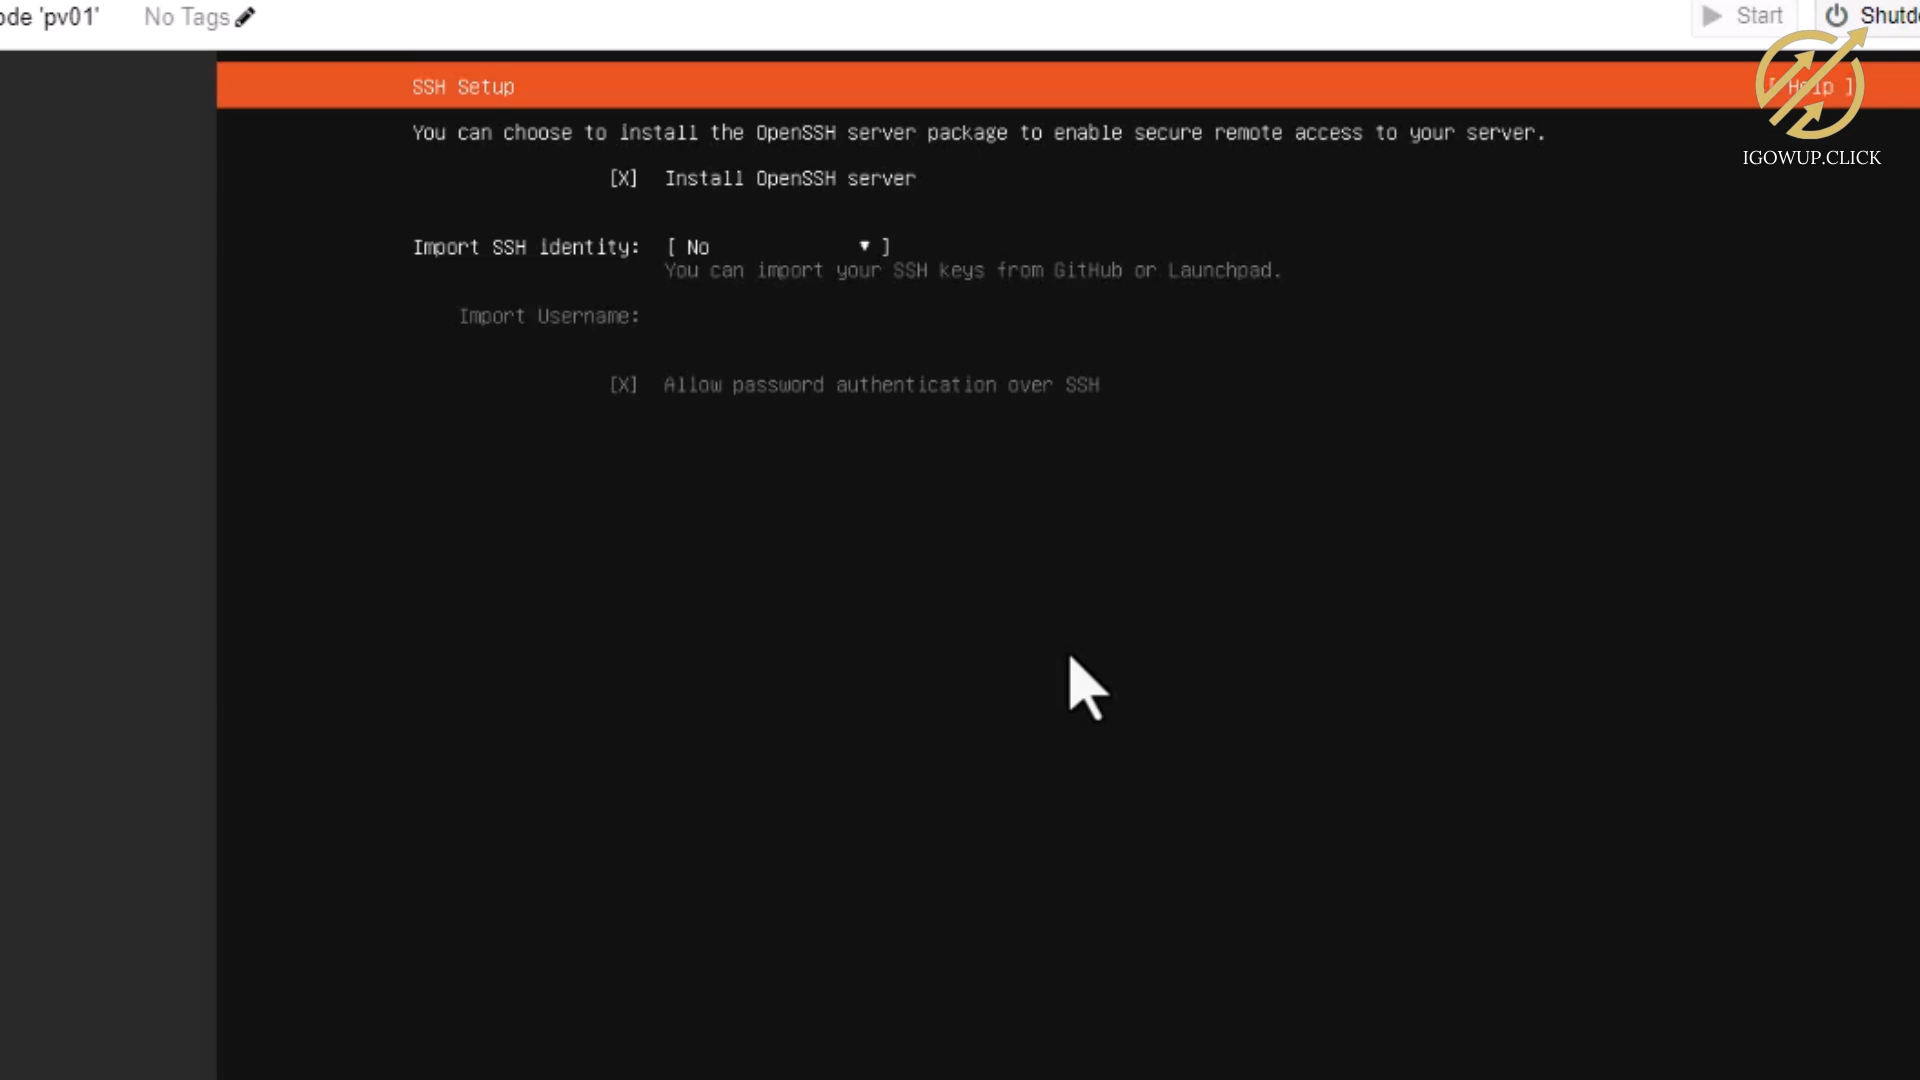 ode 'pv01' No Tags Start Shutd
SSH Setup [ Help ]
IGOWUP.CLICK
You can choose to install the OpenSSH server package to enable secure remote access to your server.
[X] Install OpenSSH server
Import SSH identity: [ No ▼ ]
You can import your SSH keys from GitHub or Launchpad.
Import Username:
[X] Allow password authentication over SSH